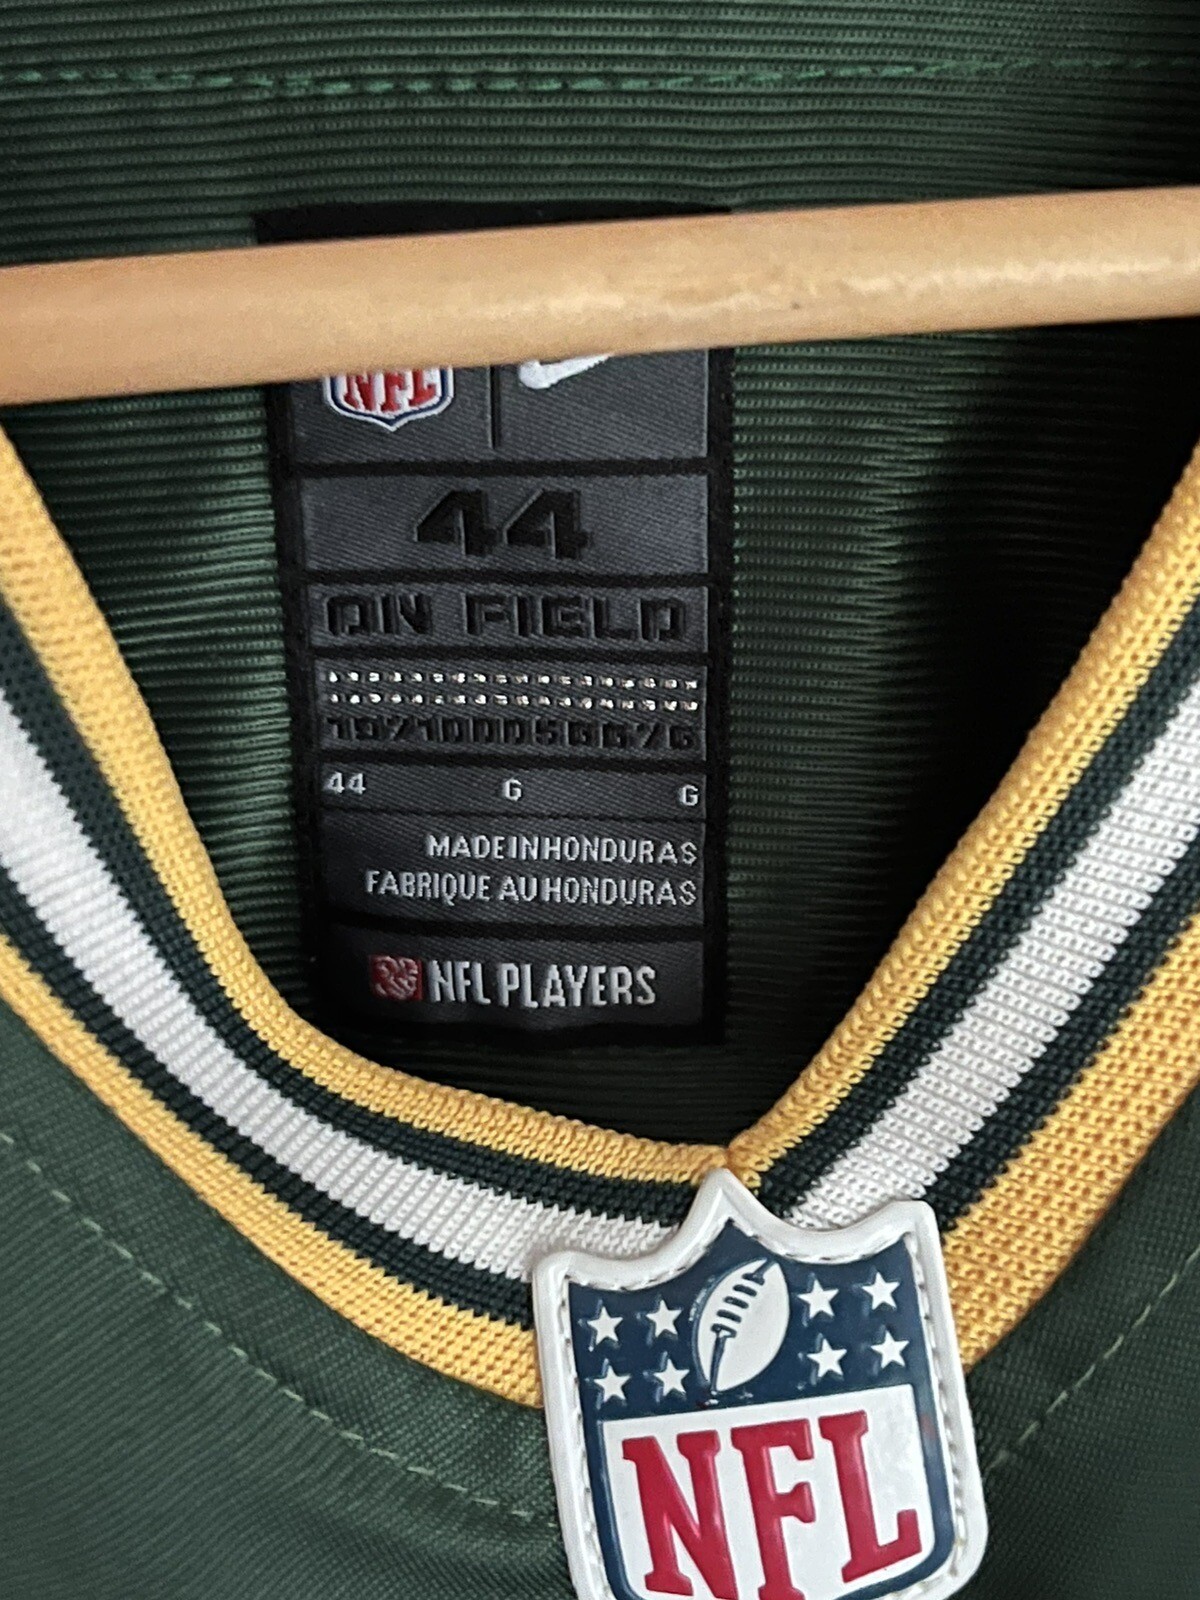 NFL
44
ON FIELD
44 G G
MADE IN HONDURAS
FABRIQUE AU HONDURAS
NFL PLAYERS
NFL